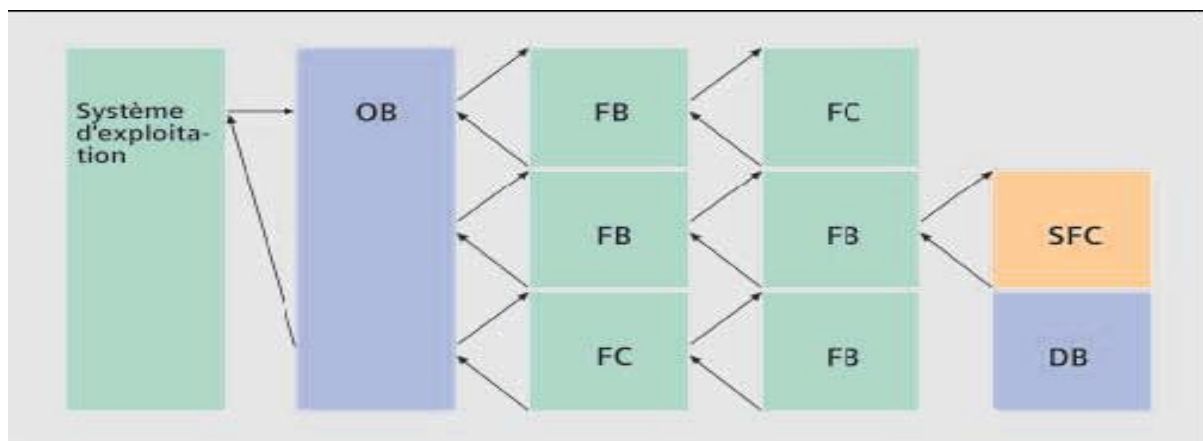 Système
d'exploita-
tion
OB
FB
FC
FB
FB
SFC
FC
FB
DB